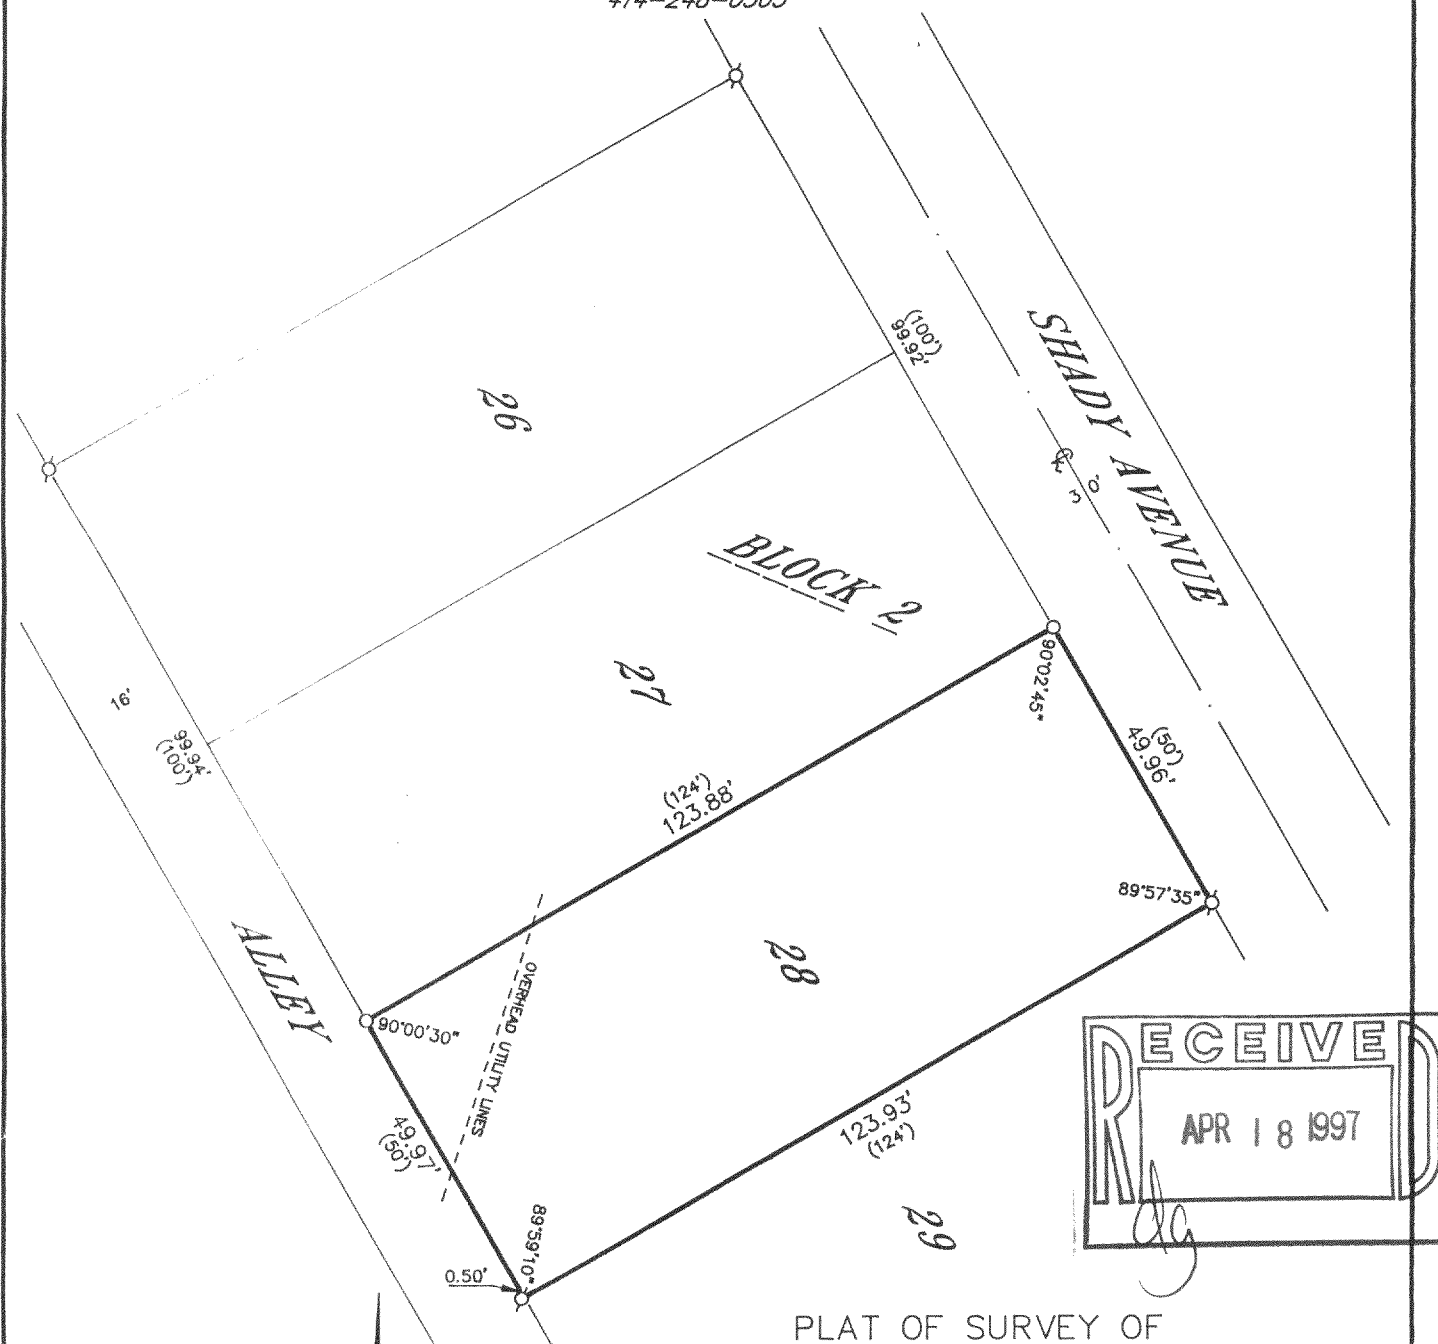 26
(100')
99.92'
SHADY AVENUE
30'
BLOCK 2
27
16'
99.94'
(100')
90°02'45"
(50')
49.96'
(124')
123.88'
89°57'35"
28
ALLEY
OVERHEAD UTILITY LINES
90°00'30"
49.97'
(50')
89°59'10"
0.50'
123.93'
(124')
29
RECEIVED
APR 18 1997
dg
PLAT OF SURVEY OF